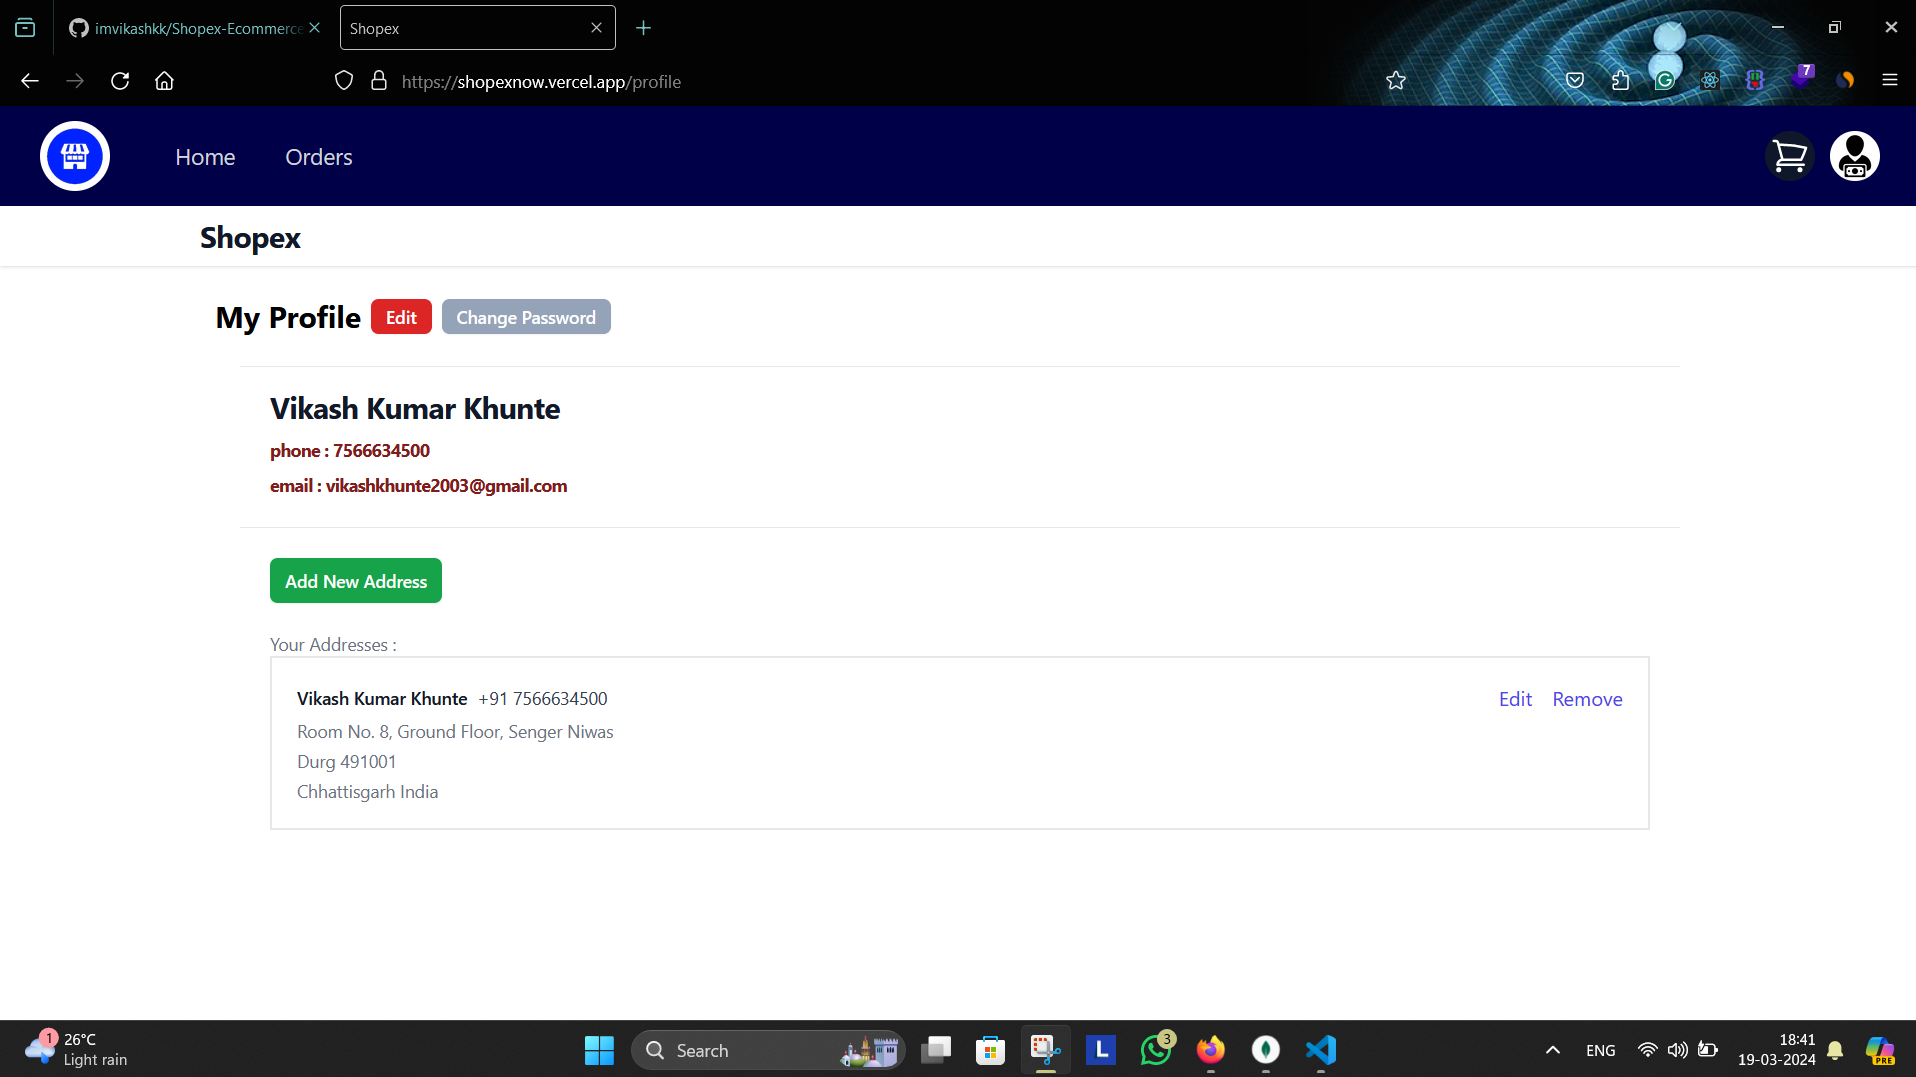 imvikashkk/Shopex-Ecommerce
Shopex
https://shopexnow.vercel.app/profile
7
Home
Orders
Shopex
My Profile
Edit
Change Password
Vikash Kumar Khunte
phone : 7566634500
email : vikashkhunte2003@gmail.com
Add New Address
Your Addresses :
Vikash Kumar Khunte +91 7566634500
Edit
Remove
Room No. 8, Ground Floor, Senger Niwas
Durg 491001
Chhattisgarh India
1
26°C
Light rain
Search
L
3
ENG
18:41
19-03-2024
PRE